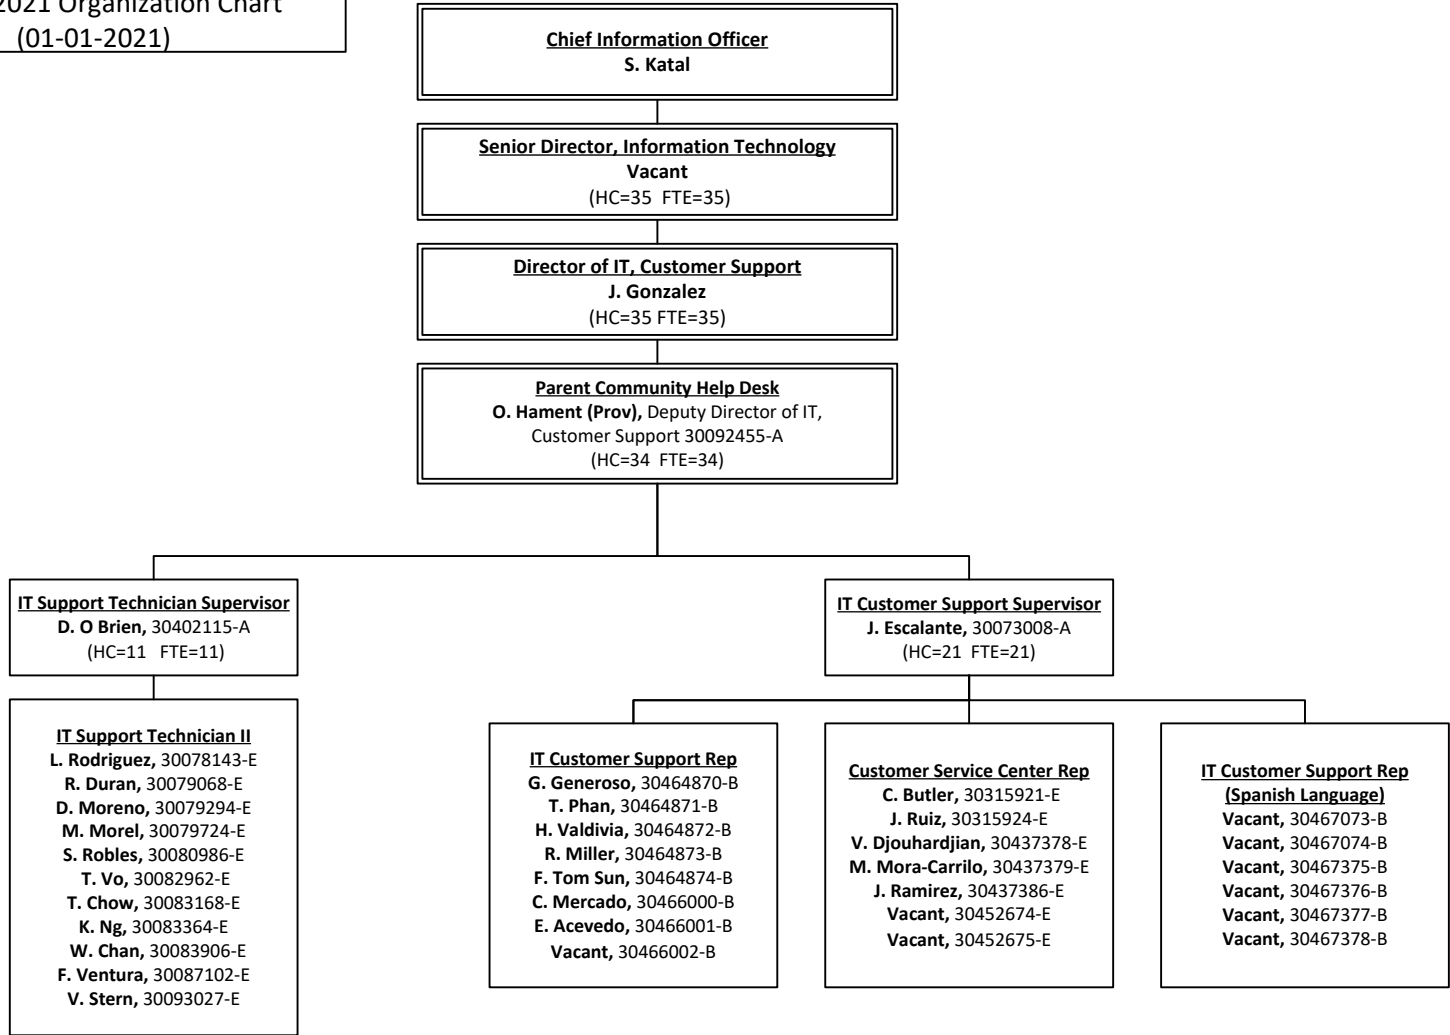 2021 Organization Chart
(01-01-2021)
Chief Information Officer
S. Katal
Senior Director, Information Technology
Vacant
(HC=35 FTE=35)
Director of IT, Customer Support
J. Gonzalez
(HC=35 FTE=35)
Parent Community Help Desk
O. Hament (Prov), Deputy Director of IT,
Customer Support 30092455-A
(HC=34 FTE=34)
IT Support Technician Supervisor
D. O Brien, 30402115-A
(HC=11 FTE=11)
IT Support Technician II
L. Rodriguez, 30078143-E
R. Duran, 30079068-E
D. Moreno, 30079294-E
M. Morel, 30079724-E
S. Robles, 30080986-E
T. Vo, 30082962-E
T. Chow, 30083168-E
K. Ng, 30083364-E
W. Chan, 30083906-E
F. Ventura, 30087102-E
V. Stern, 30093027-E
IT Customer Support Supervisor
J. Escalante, 30073008-A
(HC=21 FTE=21)
IT Customer Support Rep
G. Generoso, 30464870-B
T. Phan, 30464871-B
H. Valdivia, 30464872-B
R. Miller, 30464873-B
F. Tom Sun, 30464874-B
C. Mercado, 30466000-B
E. Acevedo, 30466001-B
Vacant, 30466002-B
Customer Service Center Rep
C. Butler, 30315921-E
J. Ruiz, 30315924-E
V. Djouhardjian, 30437378-E
M. Mora-Carrilo, 30437379-E
J. Ramirez, 30437386-E
Vacant, 30452674-E
Vacant, 30452675-E
IT Customer Support Rep
(Spanish Language)
Vacant, 30467073-B
Vacant, 30467074-B
Vacant, 30467375-B
Vacant, 30467376-B
Vacant, 30467377-B
Vacant, 30467378-B